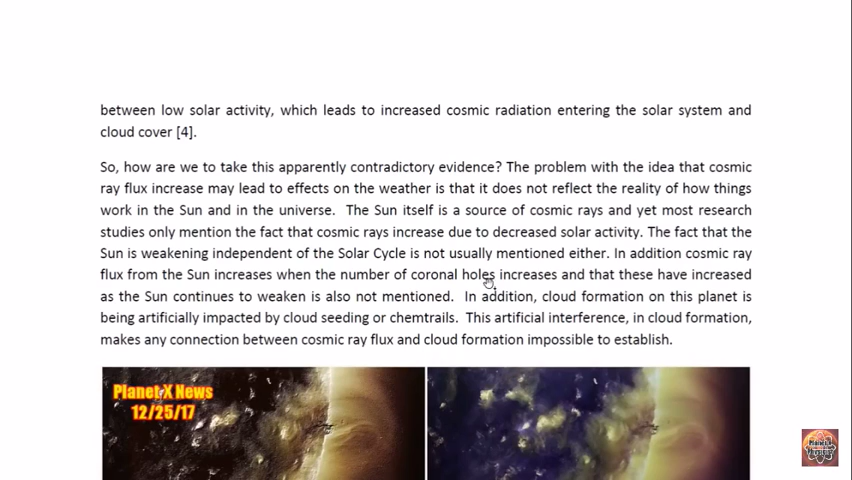 between low solar activity, which leads to increased cosmic radiation entering the solar system and
cloud cover [4].
So, how are we to take this apparently contradictory evidence? The problem with the idea that cosmic
ray flux increase may lead to effects on the weather is that it does not reflect the reality of how things
work in the Sun and in the universe. The Sun itself is a source of cosmic rays and yet most research
studies only mention the fact that cosmic rays increase due to decreased solar activity. The fact that the
Sun is weakening independent of the Solar Cycle is not usually mentioned either. In addition cosmic ray
flux from the Sun increases when the number of coronal holes increases and that these have increased
as the Sun continues to weaken is also not mentioned. In addition, cloud formation on this planet is
being artificially impacted by cloud seeding or chemtrails. This artificial interference, in cloud formation,
makes any connection between cosmic ray flux and cloud formation impossible to establish.
Planet X News
12/25/17
Planet X